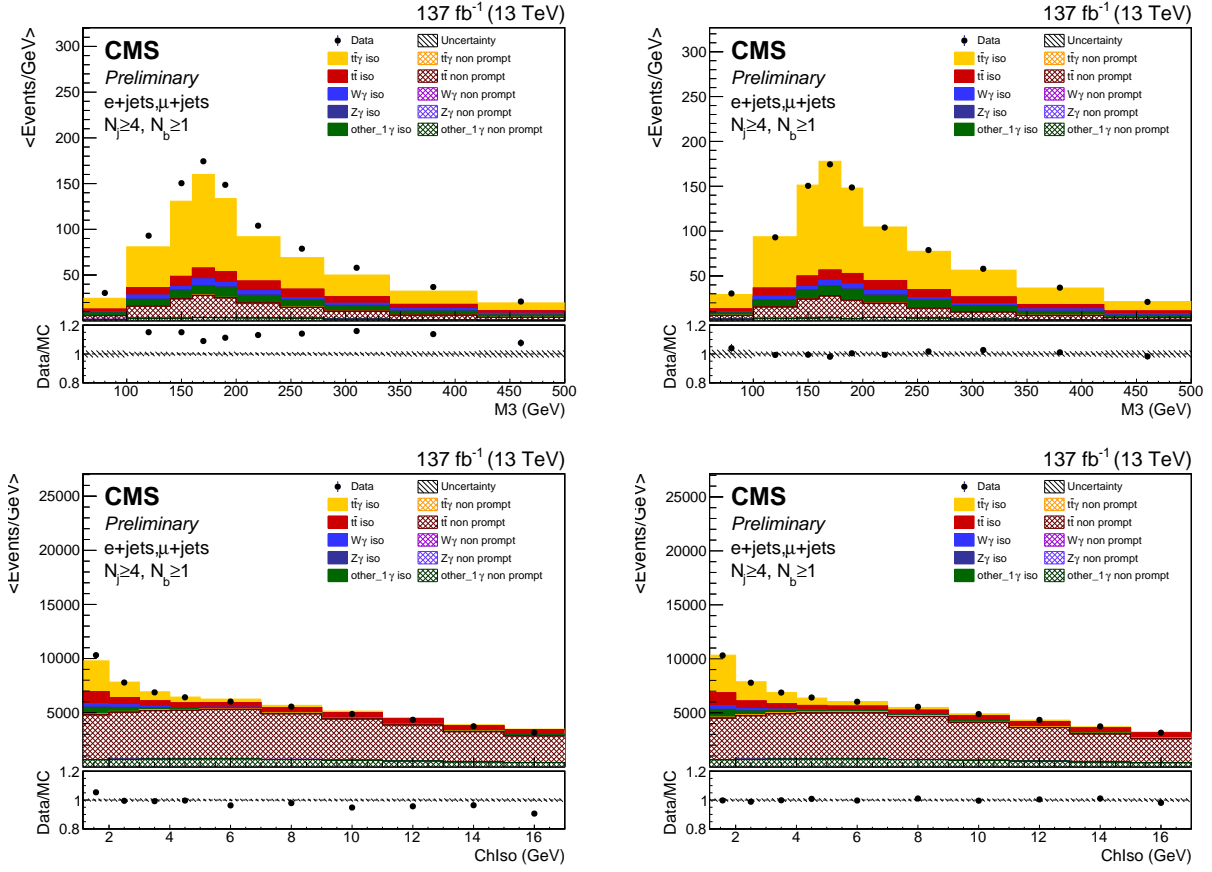 137 fb⁻¹ (13 TeV)
<Events/GeV>
CMS
Preliminary
e+jets,μ+jets
N_j≥4, N_b≥1
Data
tt̄γ iso
tt̄ iso
Wγ iso
Zγ iso
other_1γ iso
Uncertainty
tt̄γ non prompt
tt̄ non prompt
Wγ non prompt
Zγ non prompt
other_1γ non prompt
300
250
200
150
100
50
Data/MC
1.2
1
0.8
100 150 200 250 300 350 400 450 500
M3 (GeV)
137 fb⁻¹ (13 TeV)
<Events/GeV>
CMS
Preliminary
e+jets,μ+jets
N_j≥4, N_b≥1
Data
tt̄γ iso
tt̄ iso
Wγ iso
Zγ iso
other_1γ iso
Uncertainty
tt̄γ non prompt
tt̄ non prompt
Wγ non prompt
Zγ non prompt
other_1γ non prompt
300
250
200
150
100
50
Data/MC
1.2
1
0.8
100 150 200 250 300 350 400 450 500
M3 (GeV)
137 fb⁻¹ (13 TeV)
<Events/GeV>
CMS
Preliminary
e+jets,μ+jets
N_j≥4, N_b≥1
Data
tt̄γ iso
tt̄ iso
Wγ iso
Zγ iso
other_1γ iso
Uncertainty
tt̄γ non prompt
tt̄ non prompt
Wγ non prompt
Zγ non prompt
other_1γ non prompt
25000
20000
15000
10000
5000
Data/MC
1.2
1
0.8
2 4 6 8 10 12 14 16
ChIso (GeV)
137 fb⁻¹ (13 TeV)
<Events/GeV>
CMS
Preliminary
e+jets,μ+jets
N_j≥4, N_b≥1
Data
tt̄γ iso
tt̄ iso
Wγ iso
Zγ iso
other_1γ iso
Uncertainty
tt̄γ non prompt
tt̄ non prompt
Wγ non prompt
Zγ non prompt
other_1γ non prompt
25000
20000
15000
10000
5000
Data/MC
1.2
1
0.8
2 4 6 8 10 12 14 16
ChIso (GeV)